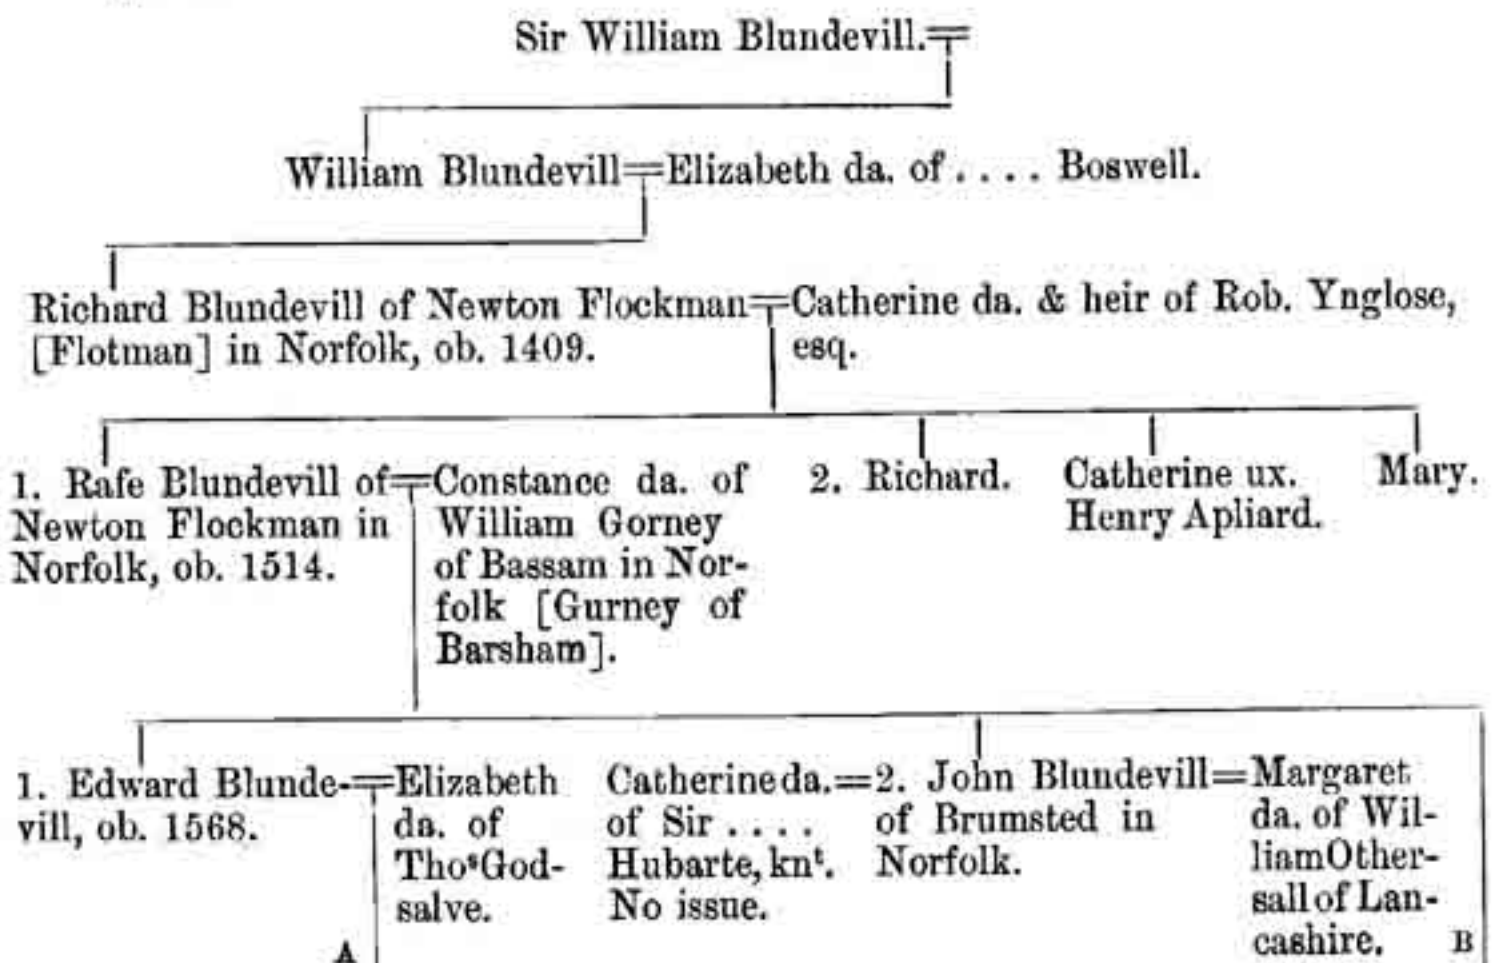 Sir William Blundevill.
William Blundevill=Elizabeth da. of . . . . Boswell.
Richard Blundevill of Newton Flockman=Catherine da. & heir of Rob. Ynglose,
[Flotman] in Norfolk, ob. 1409.
esq.
1. Rafe Blundevill of
Newton Flockman in
Norfolk, ob. 1514.
Constance da. of
William Gorney
of Bassam in Nor-
folk [Gurney of
Barsham].
2. Richard.
Catherine ux.
Henry Apliard.
Mary.
1. Edward Blunde-
vill, ob. 1568.
Elizabeth
da. of
Thoˢ God-
salve.
Catherine da.
of Sir . . . .
Hubarte, knᵗ.
No issue.
2. John Blundevill
of Brumsted in
Norfolk.
Margaret
da. of Wil-
liam Other-
sall of Lan-
cashire.
A
B